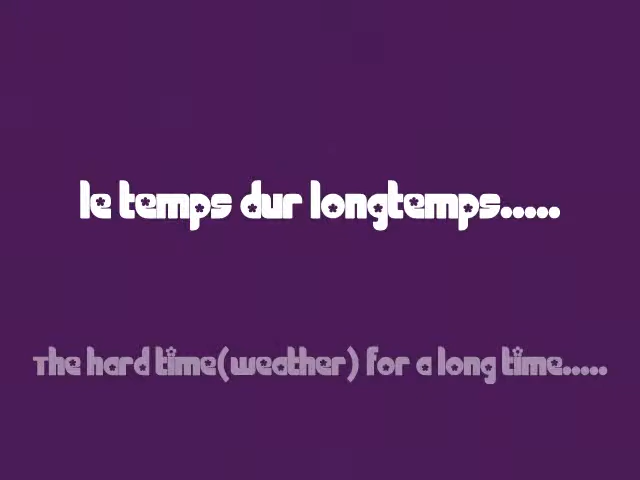 le temps dur longtemps.....
The hard time(weather) for a long time.....